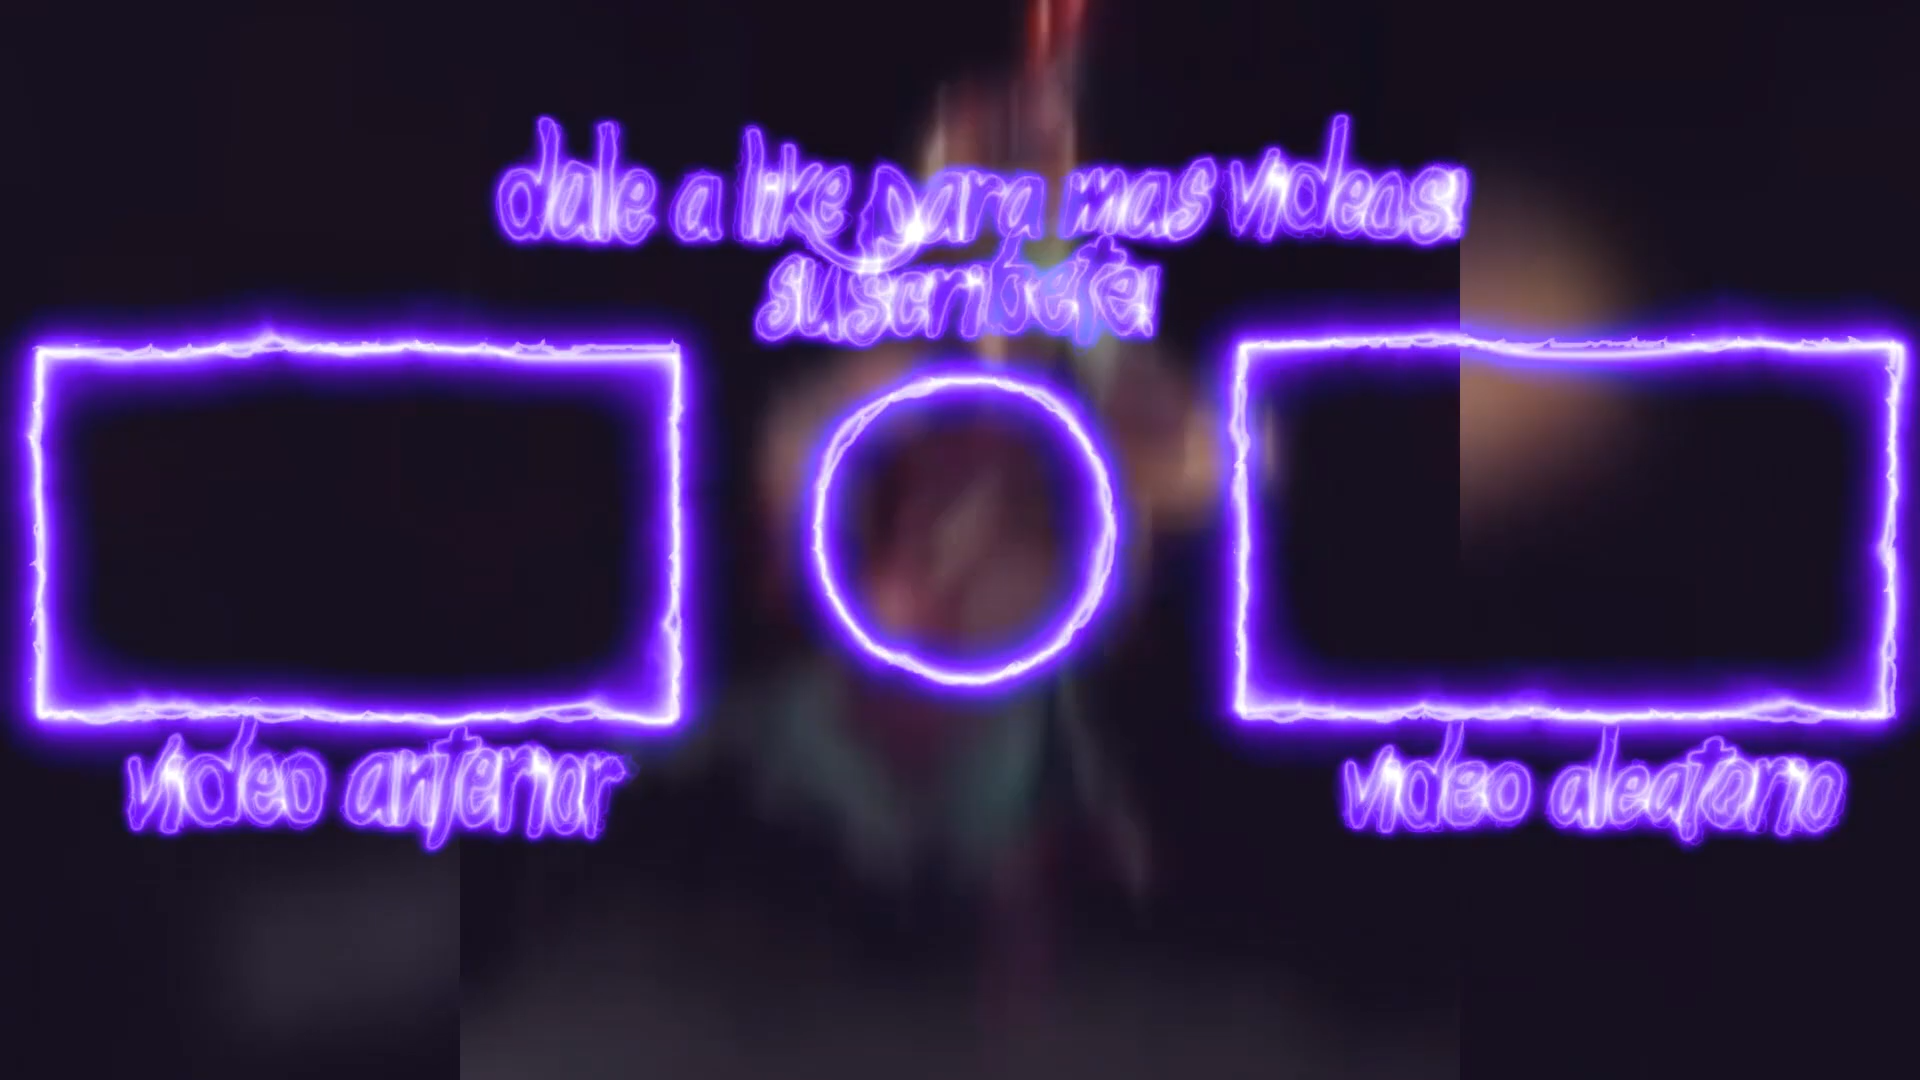 dale a like para mas videos!
suscribete!
video anterior
video aleatorio